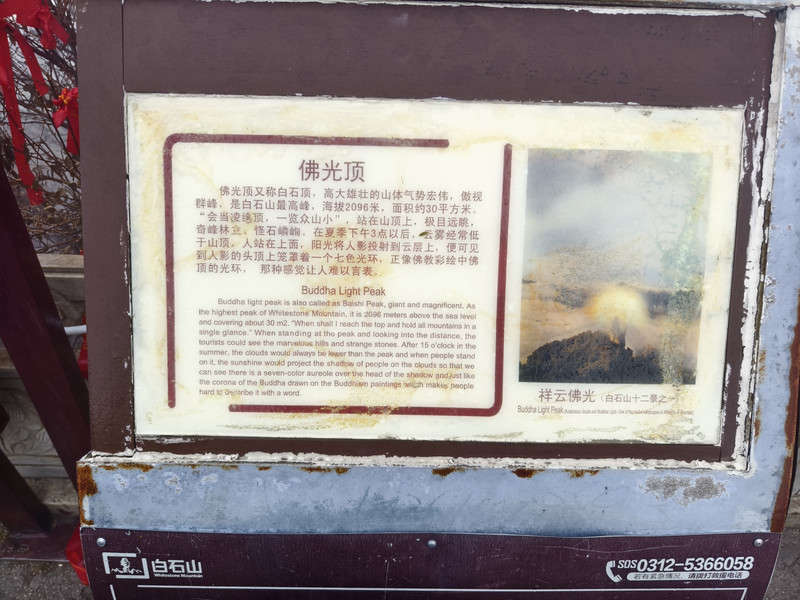 佛光顶
佛光顶又称白石顶，高大雄壮的山体气势宏伟，傲视
群峰，是白石山最高峰，海拔2096米，面积约30平方米。
“会当凌绝顶，一览众山小”，站在山顶上，极目远眺，
奇峰林立、怪石嶙峋。在夏季下午3点以后，云雾经常低
于山顶。人站在上面，阳光将人影投射到云层上，便可见
到人影的头顶上笼罩着一个七色光环，正像佛教彩绘中佛
顶的光环，那种感觉让人难以言表。
Buddha Light Peak
Buddha light peak is also called as Baishi Peak, giant and magnificent. As
the highest peak of Whitestone Mountain, it is 2096 meters above the sea level
and covering about 30 m2. "When shall I reach the top and hold all mountains in a
single glance." When standing at the peak and looking into the distance, the
tourists could see the marvelous hills and strange stones. After 15 o'clock in the
summer, the clouds would always be lower than the peak and when people stand
on it, the sunshine would project the shadow of people on the clouds so that we
can see there is a seven-color aureole over the head of the shadow and just like
the corona of the Buddha drawn on the Buddhism paintings which makes people
hard to describe it with a word.
祥云佛光（白石山十二景之一）
Buddha Light Peak
白石山
Whitestone Mountain
SOS 0312-5366058
若有紧急情况，请拨打救援电话